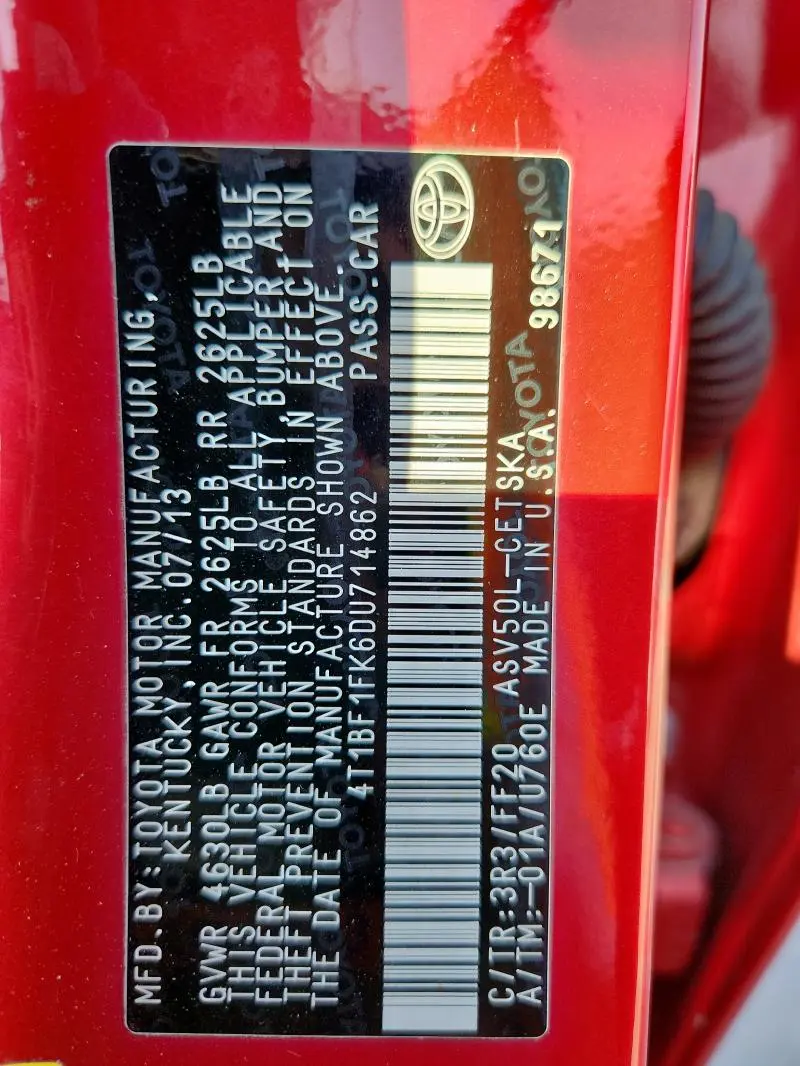 MFD.BY:TOYOTA MOTOR MANUFACTURING,
KENTUCKY,INC.07/13
GVWR 4630LB GAWR FR 2625LB RR 2625LB
THIS VEHICLE CONFORMS TO ALL APPLICABLE
FEDERAL MOTOR VEHICLE SAFETY BUMPER AND
THEFT PREVENTION STANDARDS IN EFFECT ON
THE DATE OF MANUFACTURE SHOWN ABOVE.
4T1BF1FK6DU714862 PASS.CAR
C/TR:3R3/FF20 ASV50L-CETSKA
A/TM:-01A/U760E MADE IN U.S.A. 98671
TOYOTA
TOYOTA